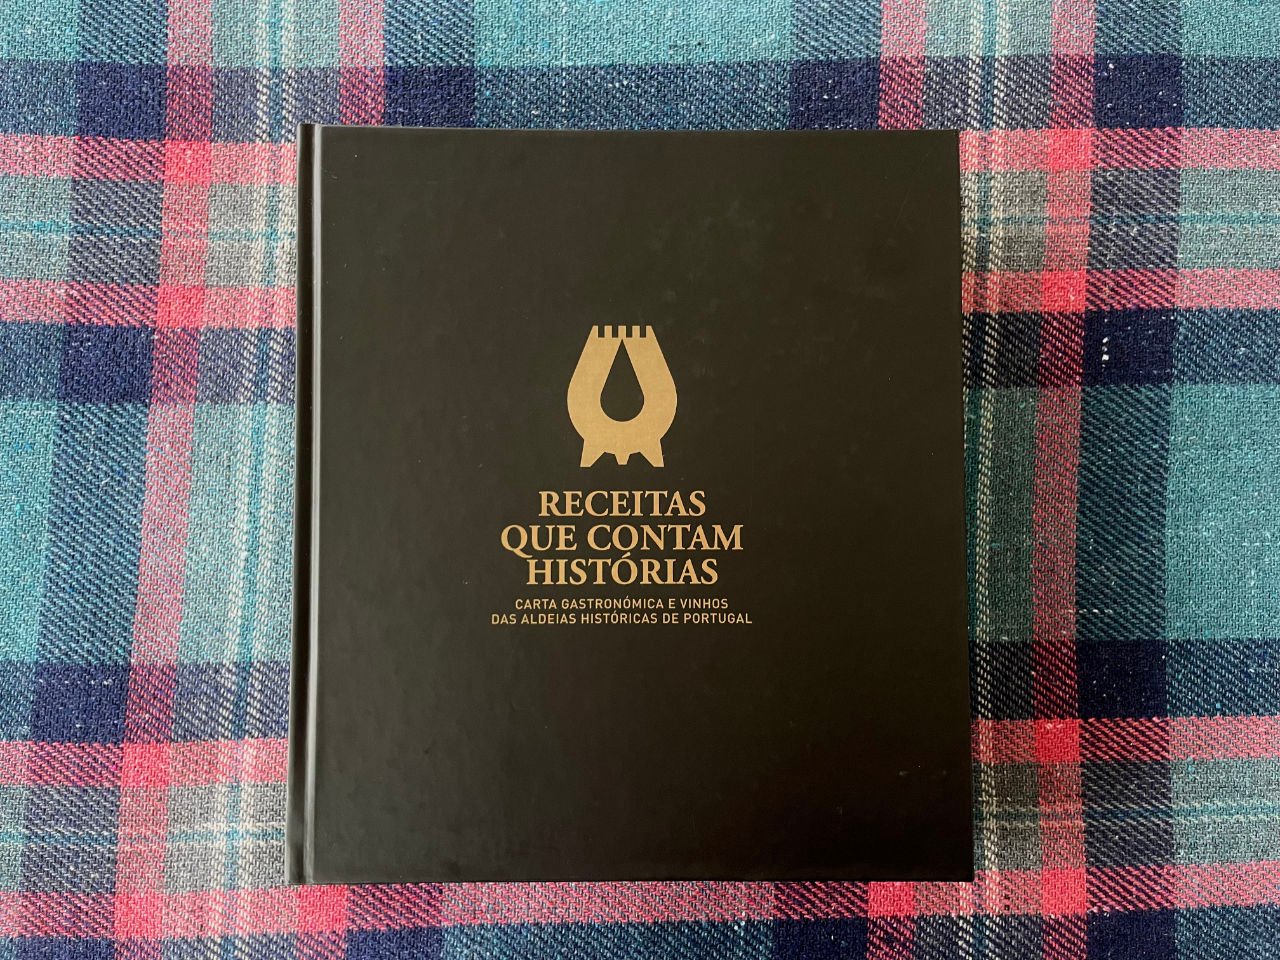 RECEITAS
QUE CONTAM
HISTÓRIAS
CARTA GASTRONÓMICA E VINHOS
DAS ALDEIAS HISTÓRICAS DE PORTUGAL